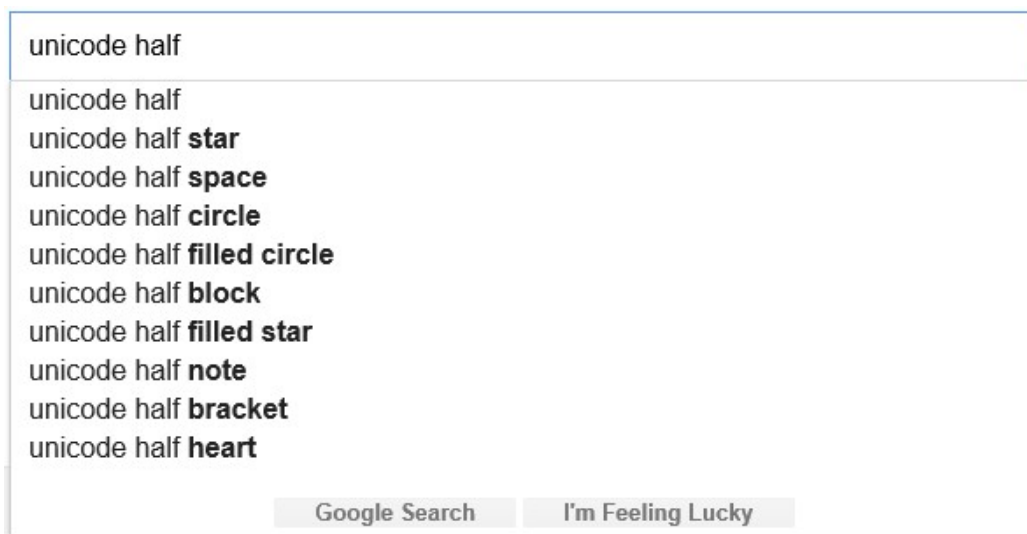 unicode half
unicode half
unicode half star
unicode half space
unicode half circle
unicode half filled circle
unicode half block
unicode half filled star
unicode half note
unicode half bracket
unicode half heart
Google Search I'm Feeling Lucky